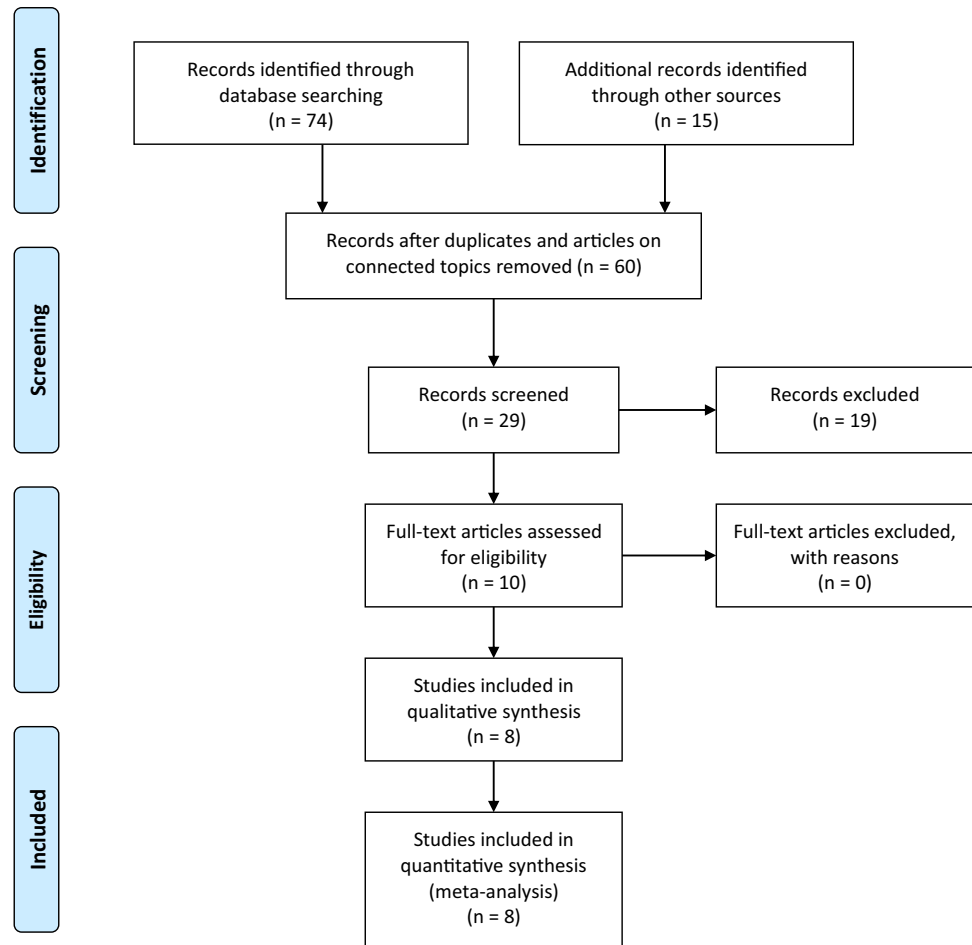 Identification
Records identified through
database searching
(n = 74)
Additional records identified
through other sources
(n = 15)
Records after duplicates and articles on
connected topics removed (n = 60)
Screening
Records screened
(n = 29)
Records excluded
(n = 19)
Eligibility
Full-text articles assessed
for eligibility
(n = 10)
Full-text articles excluded,
with reasons
(n = 0)
Studies included in
qualitative synthesis
(n = 8)
Included
Studies included in
quantitative synthesis
(meta-analysis)
(n = 8)